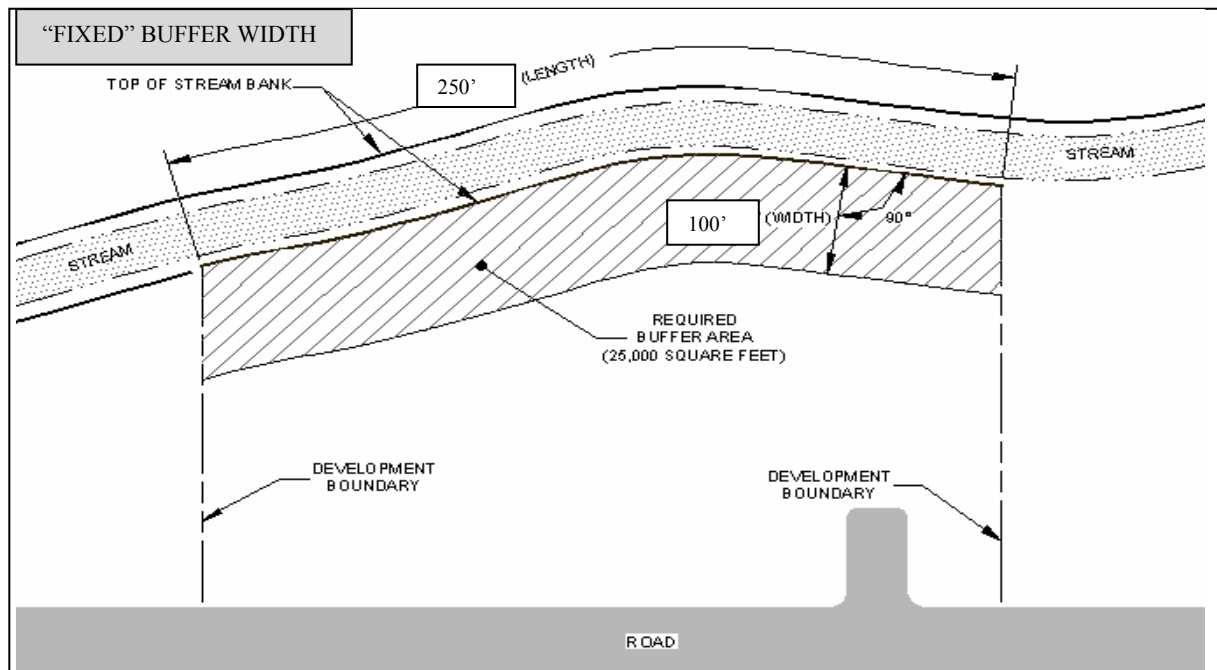 “FIXED” BUFFER WIDTH
TOP OF STREAM BANK
250’
(LENGTH)
STREAM
STREAM
100’
(WIDTH)
90°
REQUIRED
BUFFER AREA
(25,000 SQUARE FEET)
DEVELOPMENT
BOUNDARY
DEVELOPMENT
BOUNDARY
ROAD